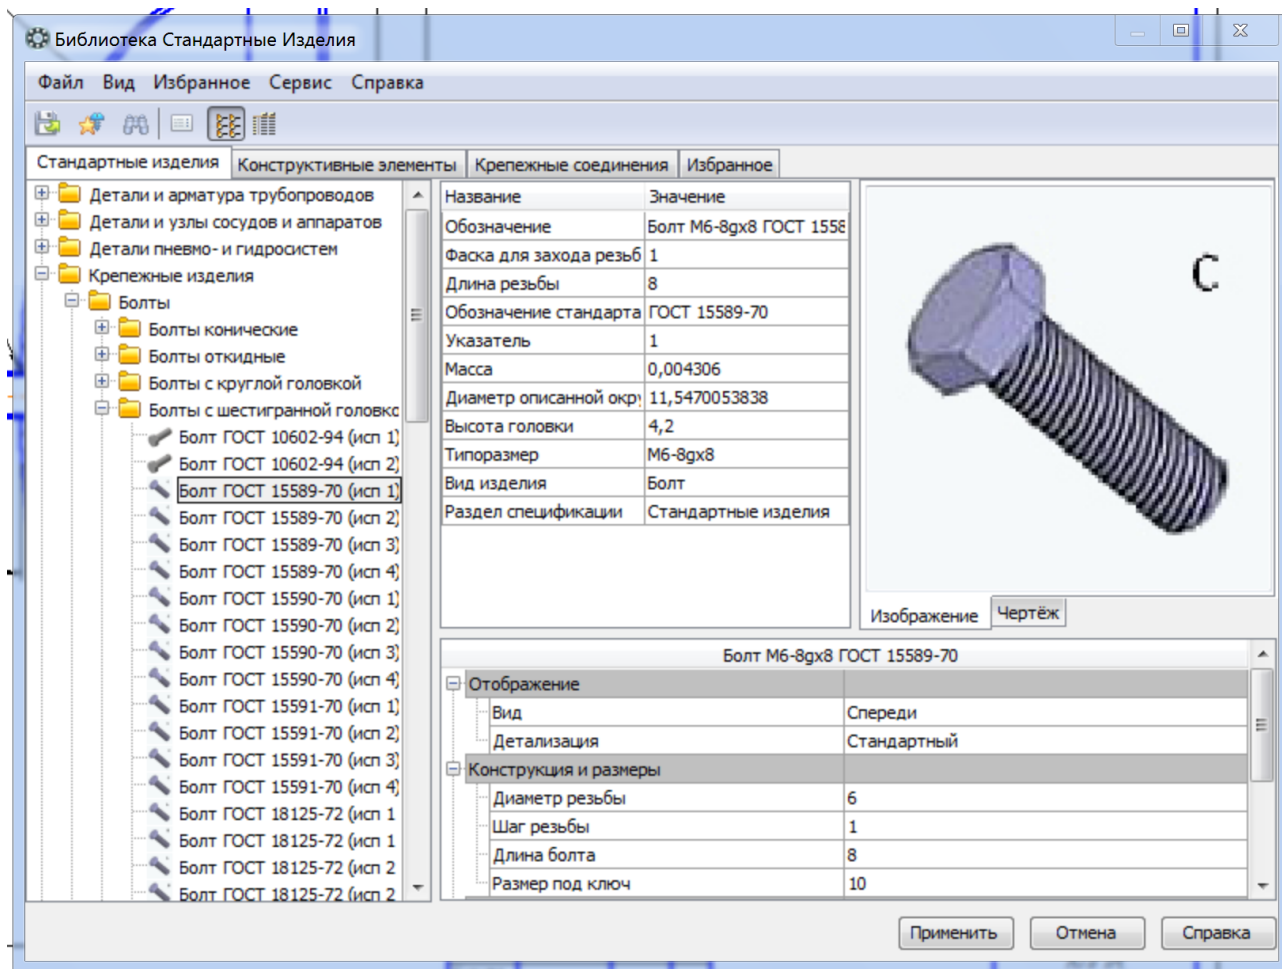 Библиотека Стандартные Изделия
Файл Вид Избранное Сервис Справка
Стандартные изделия Конструктивные элементы Крепежные соединения Избранное
Детали и арматура трубопроводов
Детали и узлы сосудов и аппаратов
Детали пневмо- и гидросистем
Крепежные изделия
Болты
Болты конические
Болты откидные
Болты с круглой головкой
Болты с шестигранной головко
Болт ГОСТ 10602-94 (исп 1)
Болт ГОСТ 10602-94 (исп 2)
Болт ГОСТ 15589-70 (исп 1)
Болт ГОСТ 15589-70 (исп 2)
Болт ГОСТ 15589-70 (исп 3)
Болт ГОСТ 15589-70 (исп 4)
Болт ГОСТ 15590-70 (исп 1)
Болт ГОСТ 15590-70 (исп 2)
Болт ГОСТ 15590-70 (исп 3)
Болт ГОСТ 15590-70 (исп 4)
Болт ГОСТ 15591-70 (исп 1)
Болт ГОСТ 15591-70 (исп 2)
Болт ГОСТ 15591-70 (исп 3)
Болт ГОСТ 15591-70 (исп 4)
Болт ГОСТ 18125-72 (исп 1
Болт ГОСТ 18125-72 (исп 1
Болт ГОСТ 18125-72 (исп 2
Болт ГОСТ 18125-72 (исп 2
Название Значение
Обозначение Болт М6-8gx8 ГОСТ 1558
Фаска для захода резьб 1
Длина резьбы 8
Обозначение стандарта ГОСТ 15589-70
Указатель 1
Масса 0,004306
Диаметр описанной окр 11,5470053838
Высота головки 4,2
Типоразмер М6-8gx8
Вид изделия Болт
Раздел спецификации Стандартные изделия
С
Изображение Чертёж
Болт М6-8gx8 ГОСТ 15589-70
Отображение
Вид Спереди
Детализация Стандартный
Конструкция и размеры
Диаметр резьбы 6
Шаг резьбы 1
Длина болта 8
Размер под ключ 10
Применить Отмена Справка